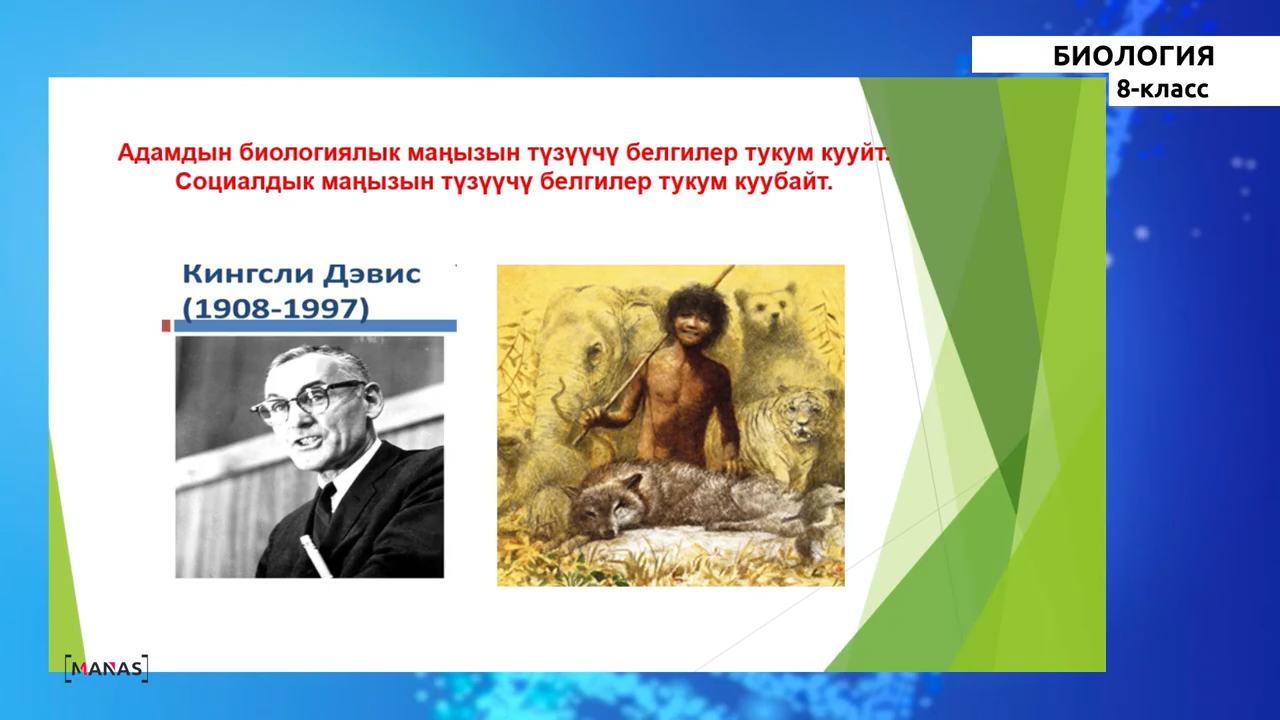 БИОЛОГИЯ
8-класс
Адамдын биологиялык маңызын түзүүчү белгилер тукум кууйт.
Социалдык маңызын түзүүчү белгилер тукум куубайт.
Кингсли Дэвис
(1908-1997)
[MANAS]